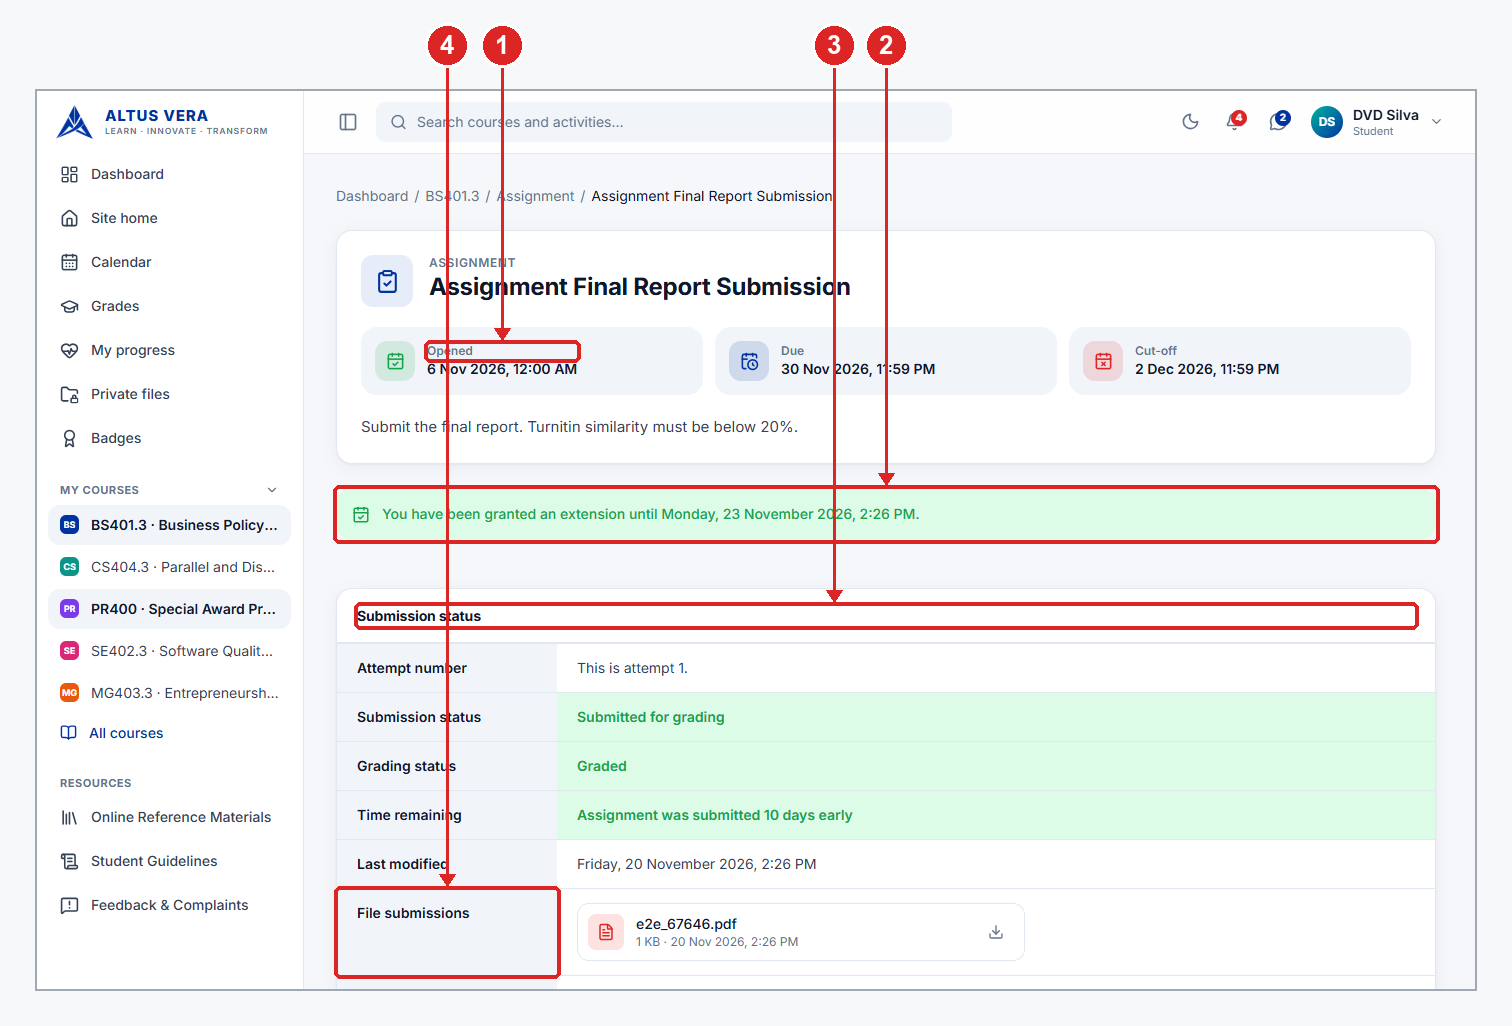 4 1 3 2
ALTUS VERA
LEARN · INNOVATE · TRANSFORM
Search courses and activities...
4
2
DS
DVD Silva
Student
Dashboard
Site home
Calendar
Grades
My progress
Private files
Badges
MY COURSES
BS BS401.3 · Business Policy...
CS CS404.3 · Parallel and Dis...
PR PR400 · Special Award Pr...
SE SE402.3 · Software Qualit...
MG MG403.3 · Entrepreneursh...
All courses
RESOURCES
Online Reference Materials
Student Guidelines
Feedback & Complaints
Dashboard / BS401.3 / Assignment / Assignment Final Report Submission
ASSIGNMENT
Assignment Final Report Submission
Opened
6 Nov 2026, 12:00 AM
Due
30 Nov 2026, 11:59 PM
Cut-off
2 Dec 2026, 11:59 PM
Submit the final report. Turnitin similarity must be below 20%.
You have been granted an extension until Monday, 23 November 2026, 2:26 PM.
Submission status
Attempt number This is attempt 1.
Submission status Submitted for grading
Grading status Graded
Time remaining Assignment was submitted 10 days early
Last modified Friday, 20 November 2026, 2:26 PM
File submissions
e2e_67646.pdf
1 KB · 20 Nov 2026, 2:26 PM